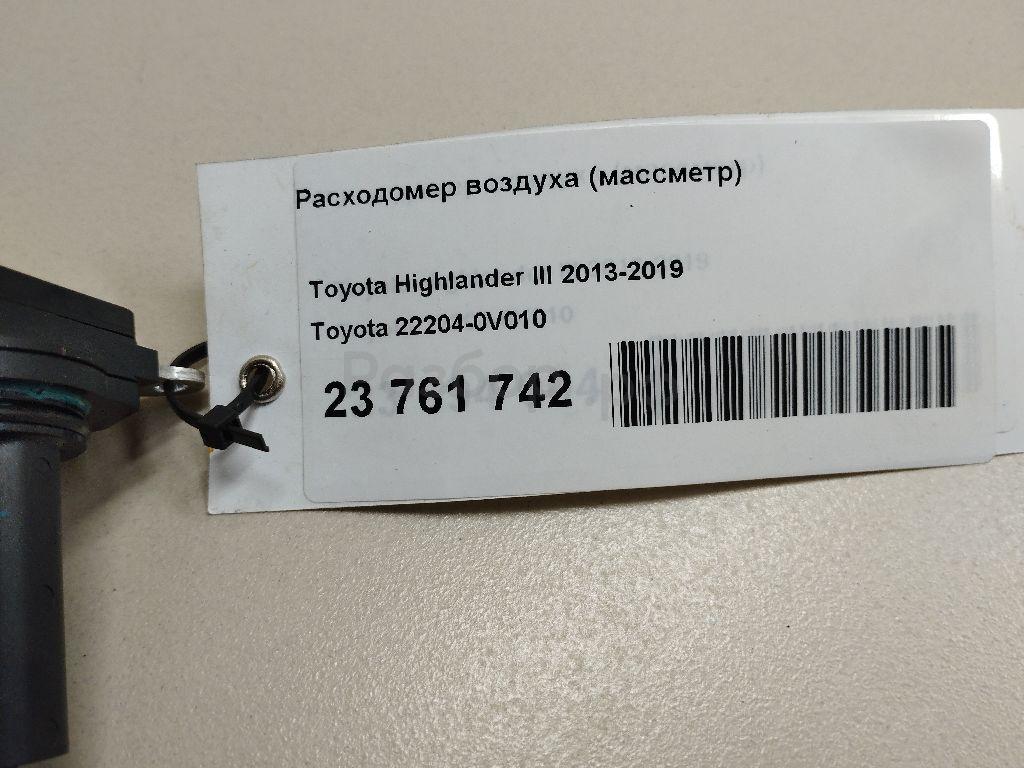 Расходомер воздуха (массметр)
Toyota Highlander III 2013-2019
Toyota 22204-0V010
23 761 742